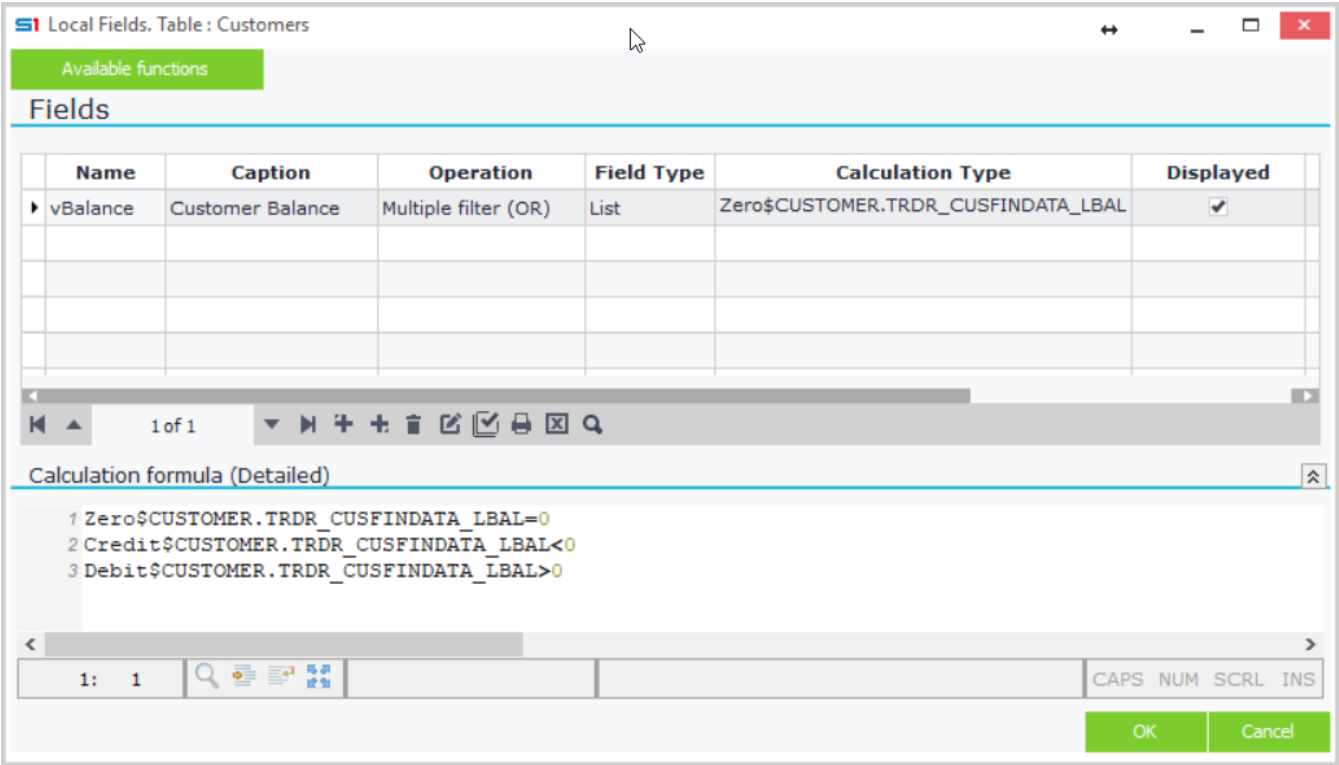 S1 Local Fields. Table : Customers
Available functions
Fields
Name Caption Operation Field Type Calculation Type Displayed
vBalance Customer Balance Multiple filter (OR) List Zero$CUSTOMER.TRDR_CUSFINDATA_LBAL
1 of 1
Calculation formula (Detailed)
1 Zero$CUSTOMER.TRDR_CUSFINDATA_LBAL=0
2 Credit$CUSTOMER.TRDR_CUSFINDATA_LBAL<0
3 Debit$CUSTOMER.TRDR_CUSFINDATA_LBAL>0
1: 1 CAPS NUM SCRL INS
OK Cancel